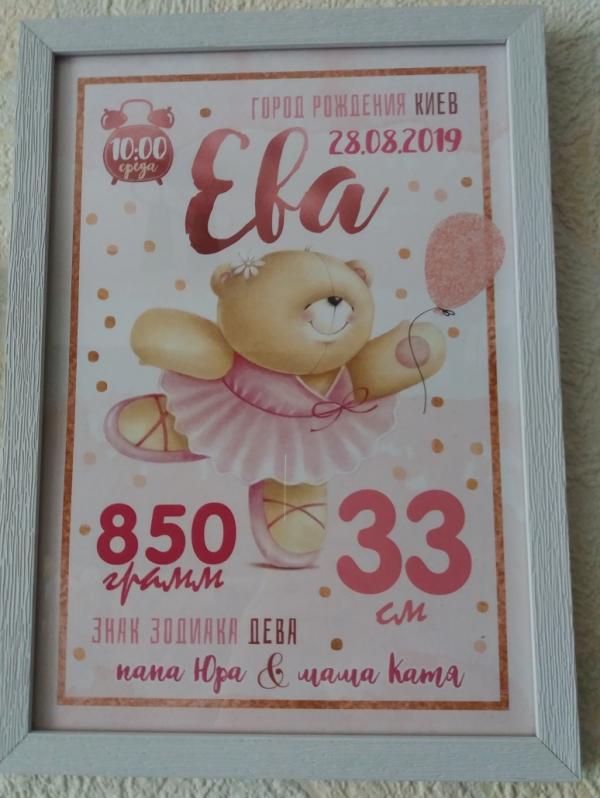 ГОРОД РОЖДЕНИЯ КИЕВ
28.08.2019
10:00
среда
Ева
850
грамм
33
см
ЗНАК ЗОДИАКА ДЕВА
папа Юра & мама Катя